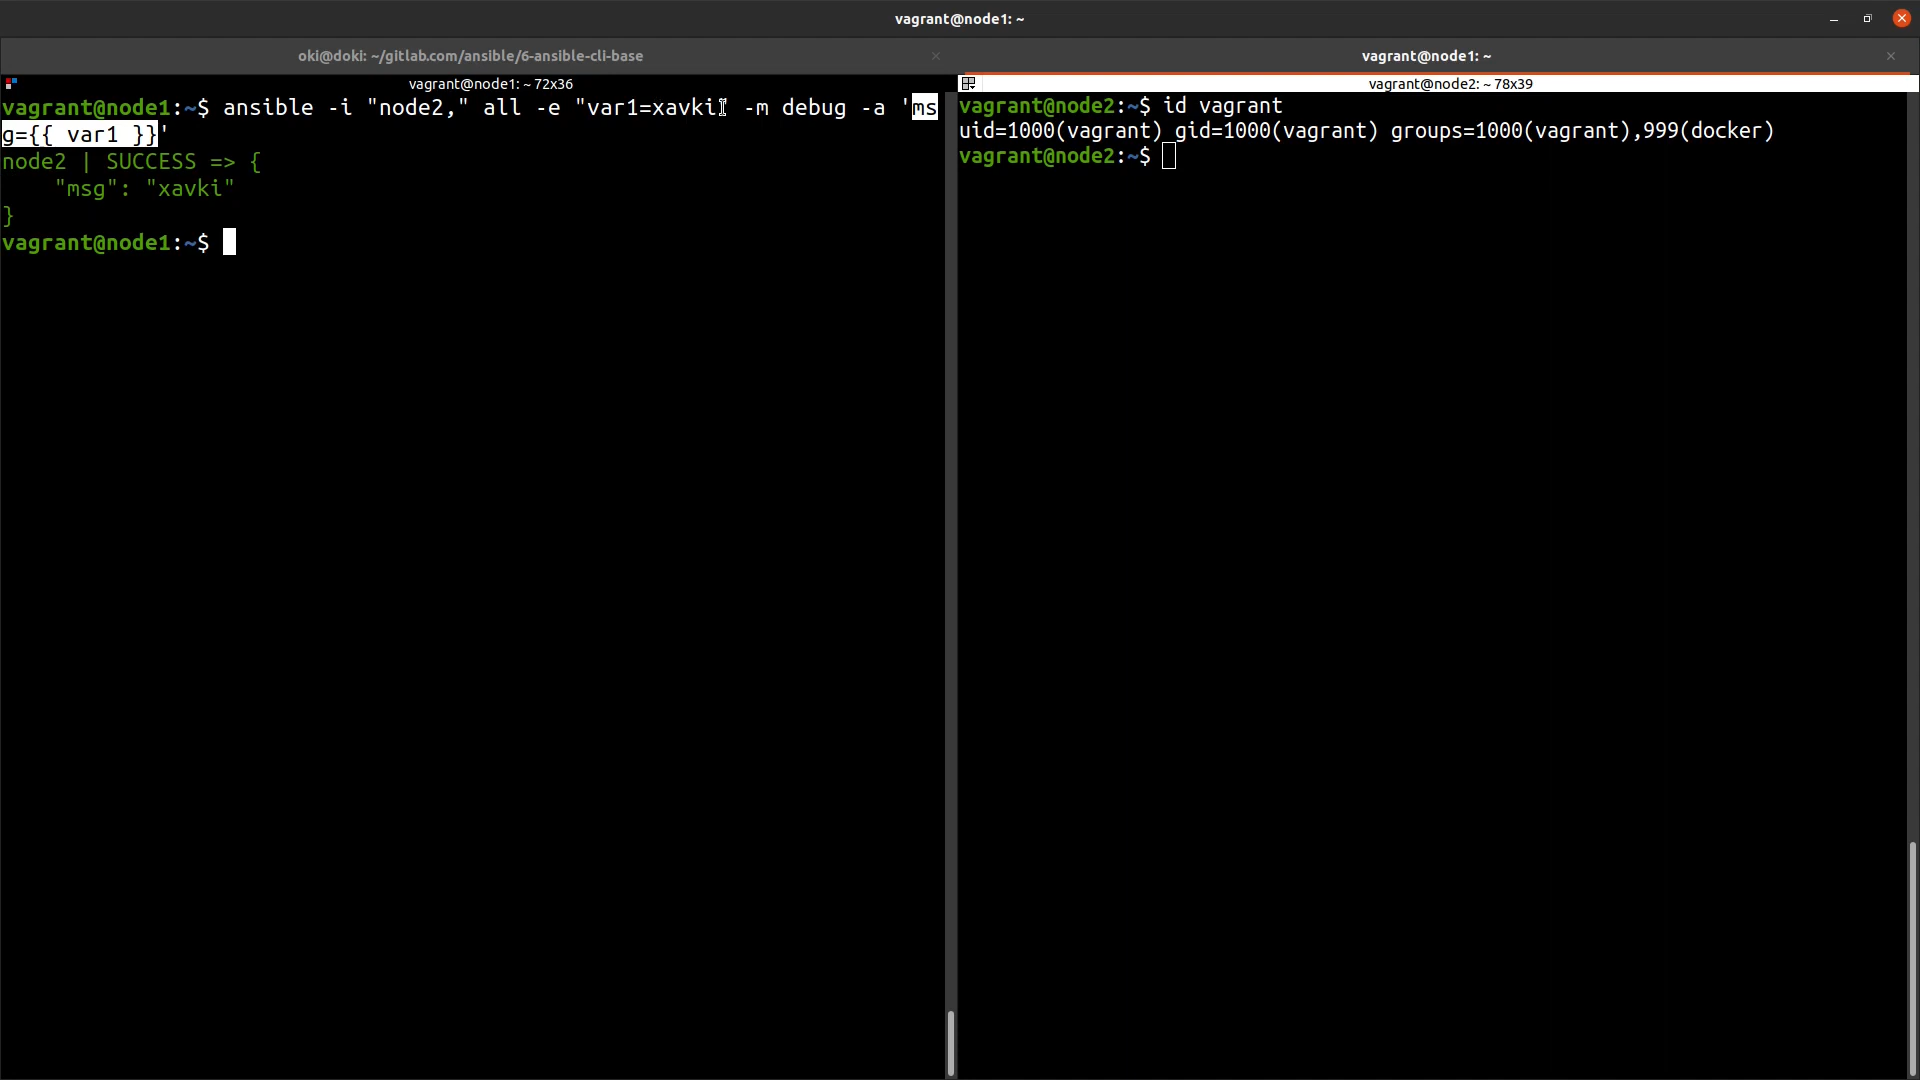 vagrant@node1: ~
oki@doki: ~/gitlab.com/ansible/6-ansible-cli-base
vagrant@node1: ~
vagrant@node1: ~ 72x36
vagrant@node1:~$ ansible -i "node2," all -e "var1=xavki" -m debug -a 'ms
g={{ var1 }}'
node2 | SUCCESS => {
    "msg": "xavki"
}
vagrant@node1:~$
vagrant@node2: ~ 78x39
vagrant@node2:~$ id vagrant
uid=1000(vagrant) gid=1000(vagrant) groups=1000(vagrant),999(docker)
vagrant@node2:~$